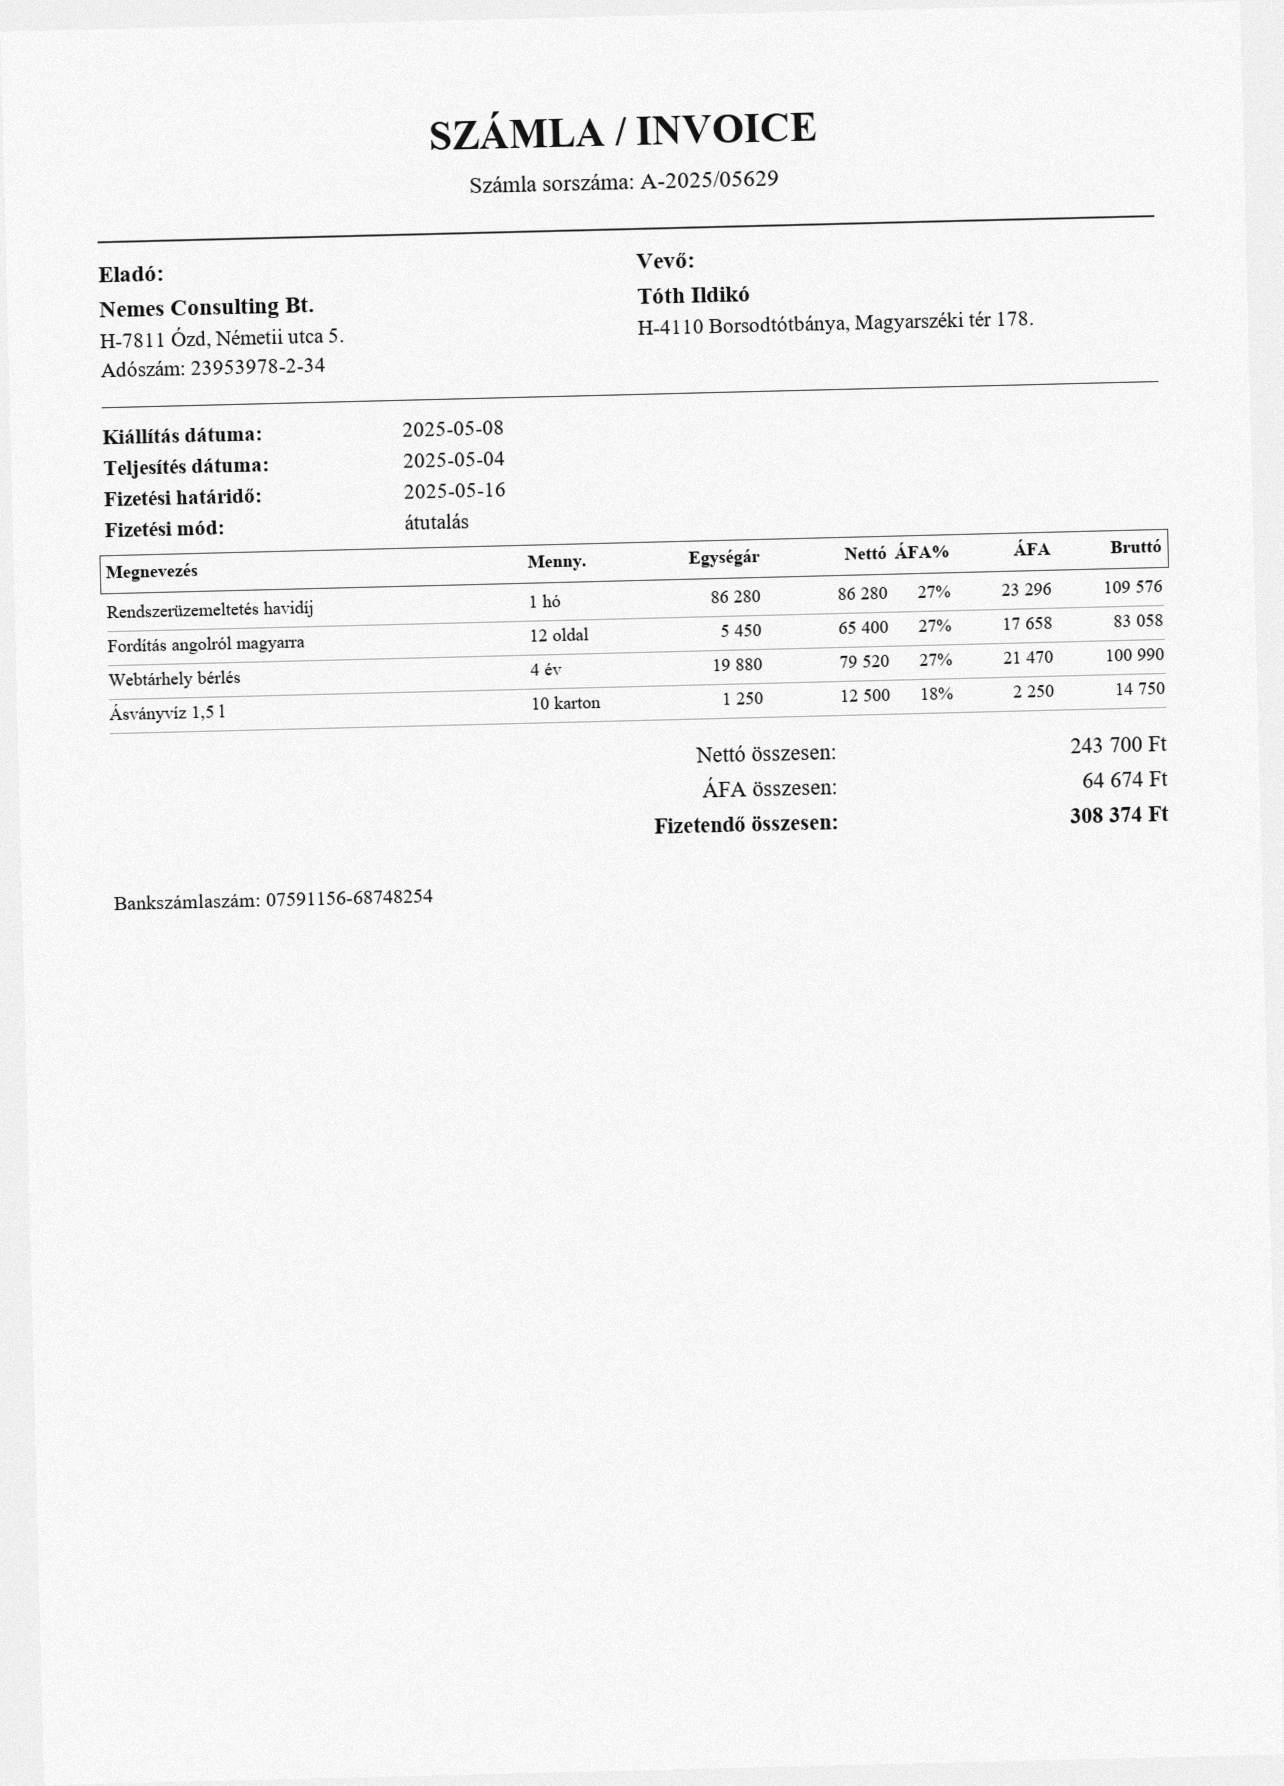 SZÁMLA / INVOICE
Számla sorszáma: A-2025/05629
Eladó:
Nemes Consulting Bt.
H-7811 Ózd, Németii utca 5.
Adószám: 23953978-2-34
Vevő:
Tóth Ildikó
H-4110 Borsodtótbánya, Magyarszéki tér 178.
Kiállítás dátuma: 2025-05-08
Teljesítés dátuma: 2025-05-04
Fizetési határidő: 2025-05-16
Fizetési mód: átutalás
Megnevezés Menny. Egységár Nettó ÁFA% ÁFA Bruttó
Rendszerüzemeltetés havidíj 1 hó 86 280 86 280 27% 23 296 109 576
Fordítás angolról magyarra 12 oldal 5 450 65 400 27% 17 658 83 058
Webtárhely bérlés 4 év 19 880 79 520 27% 21 470 100 990
Ásványvíz 1,5 l 10 karton 1 250 12 500 18% 2 250 14 750
Nettó összesen: 243 700 Ft
ÁFA összesen: 64 674 Ft
Fizetendő összesen: 308 374 Ft
Bankszámlaszám: 07591156-68748254